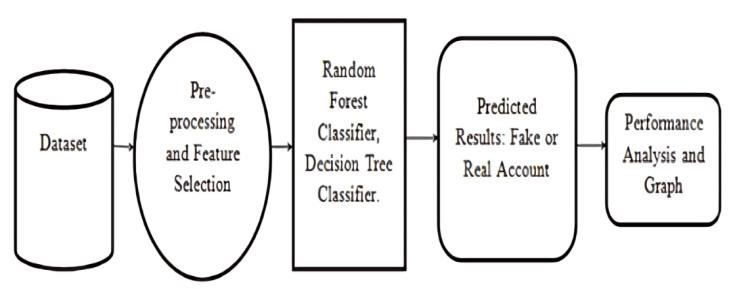 Dataset
Pre-
processing
and Feature
Selection
Random
Forest
Classifier,
Decision Tree
Classifier.
Predicted
Results: Fake or
Real Account
Performance
Analysis and
Graph